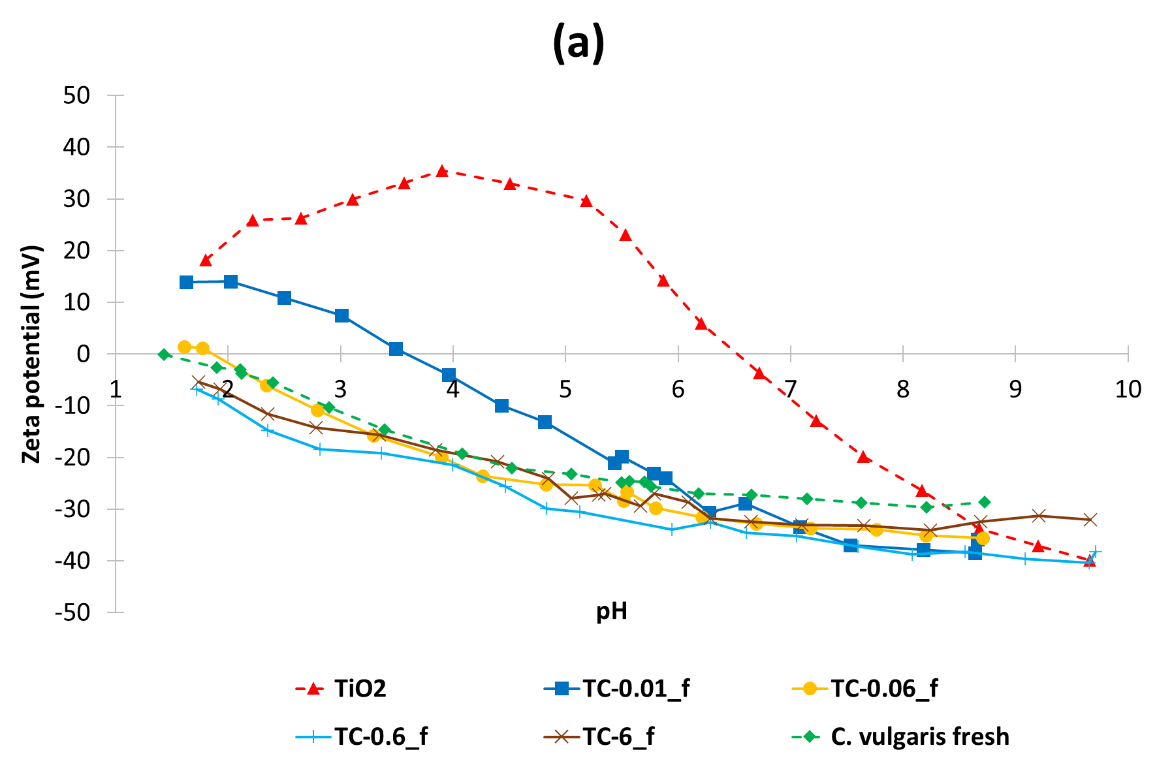 (a)
50
40
30
20
10
0
-10
-20
-30
-40
-50
Zeta potential (mV)
1 2 3 4 5 6 7 8 9 10
pH
TiO2 TC-0.01_f TC-0.06_f
TC-0.6_f TC-6_f C. vulgaris fresh